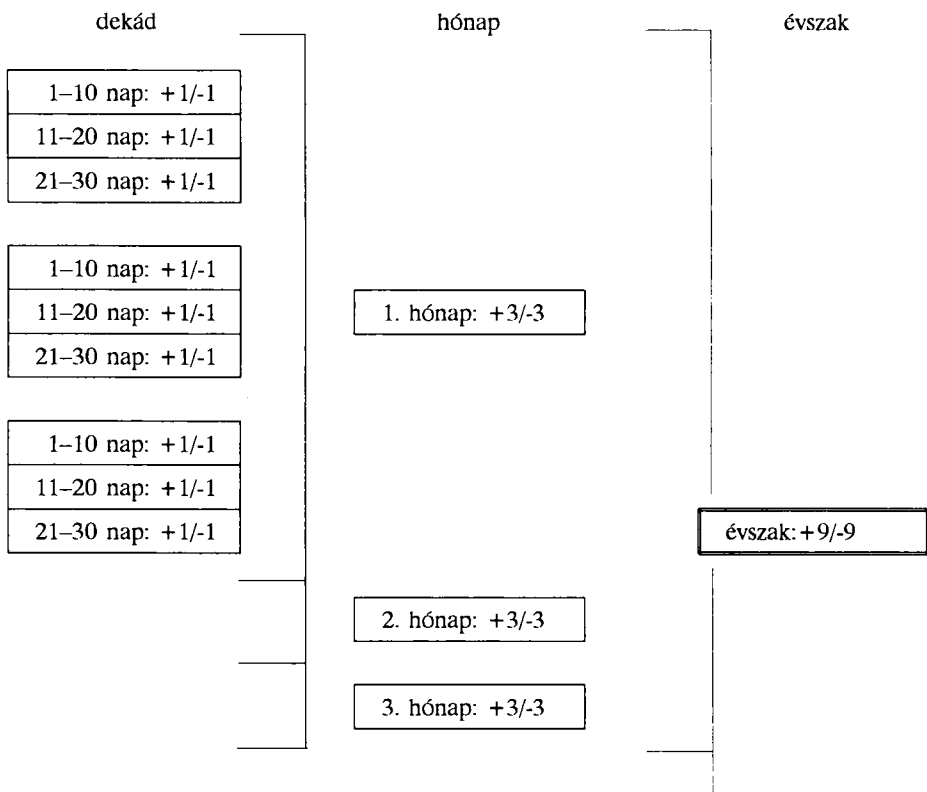 dekád
hónap
évszak
1–10 nap: +1/-1
11–20 nap: +1/-1
21–30 nap: +1/-1
1–10 nap: +1/-1
11–20 nap: +1/-1
21–30 nap: +1/-1
1–10 nap: +1/-1
11–20 nap: +1/-1
21–30 nap: +1/-1
1. hónap: +3/-3
2. hónap: +3/-3
3. hónap: +3/-3
évszak:+9/-9